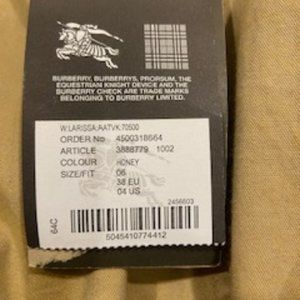 BURBERRY, BURBERRYS, PRORSUM, THE
EQUESTRIAN KNIGHT DEVICE AND THE
BURBERRY CHECK ARE TRADE MARKS
BELONGING TO BURBERRY LIMITED.
W:LARISSA:AATVK:70500
ORDER No 4500318664
ARTICLE 3888779 1002
COLOUR HONEY
SIZE/FIT 06
38 EU
04 US
2456603
64C
5045410774412